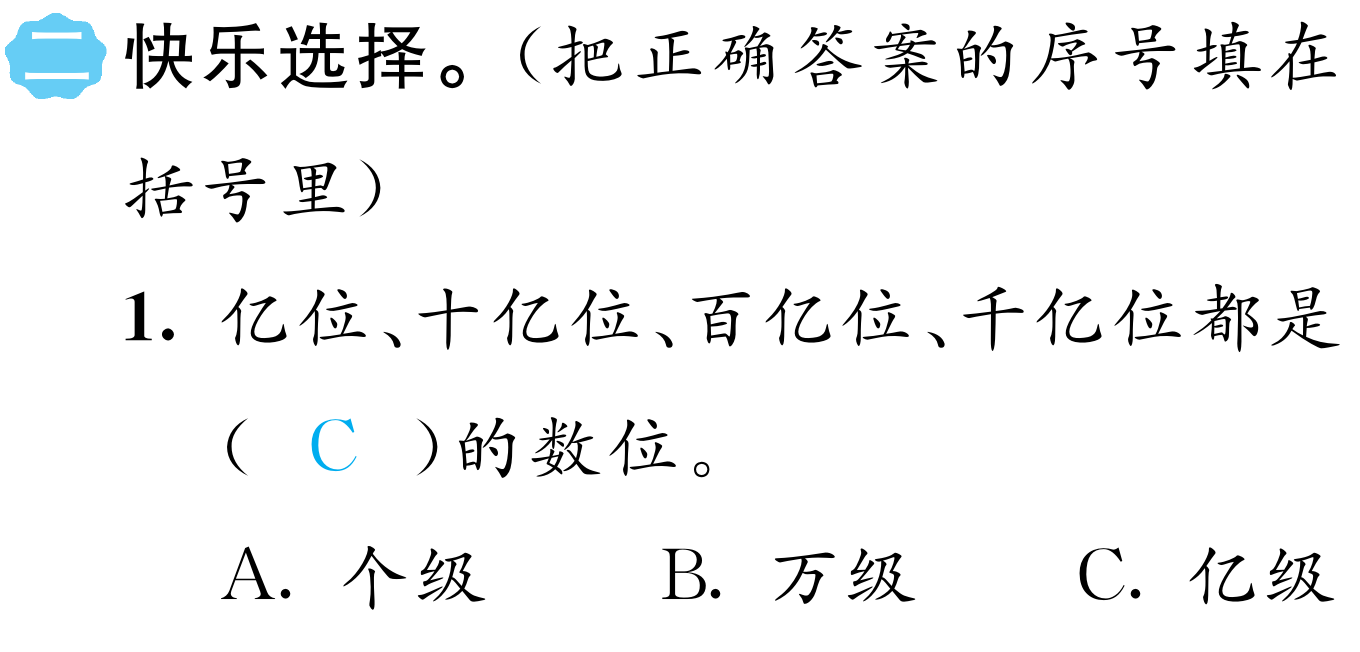 二 快乐选择。（把正确答案的序号填在
括号里）
1. 亿位、十亿位、百亿位、千亿位都是
（ C ）的数位。
A. 个级 B. 万级 C. 亿级